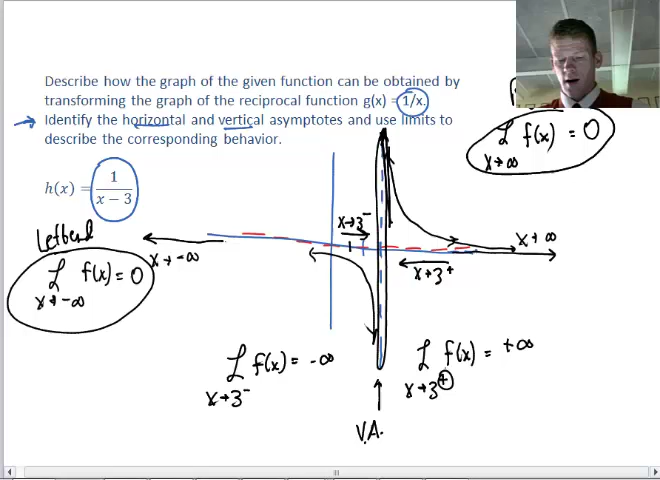 Describe how the graph of the given function can be obtained by
transforming the graph of the reciprocal function g(x) = 1/x.
Identify the horizontal and vertical asymptotes and use limits to
describe the corresponding behavior.
h(x) = 1/(x − 3)
L f(x) = 0
x→∞
Left end
L f(x) = 0
x→-∞
x→-∞
x→3⁻
x→∞
x→3⁺
L f(x) = -∞
x→3⁻
L f(x) = +∞
x→3⁺
V.A.